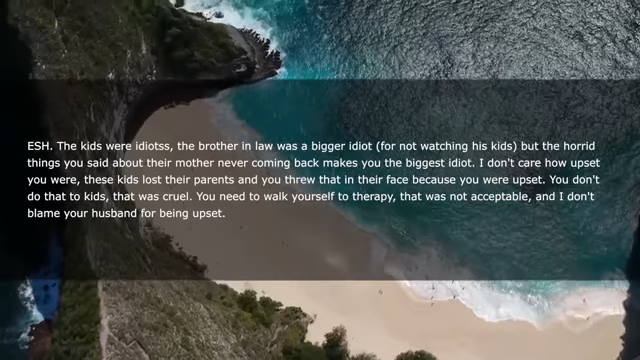 ESH. The kids were idiotss, the brother in law was a bigger idiot (for not watching his kids) but the horrid
things you said about their mother never coming back makes you the biggest idiot. I don't care how upset
you were, these kids lost their parents and you threw that in their face because you were upset. You don't
do that to kids, that was cruel. You need to walk yourself to therapy, that was not acceptable, and I don't
blame your husband for being upset.